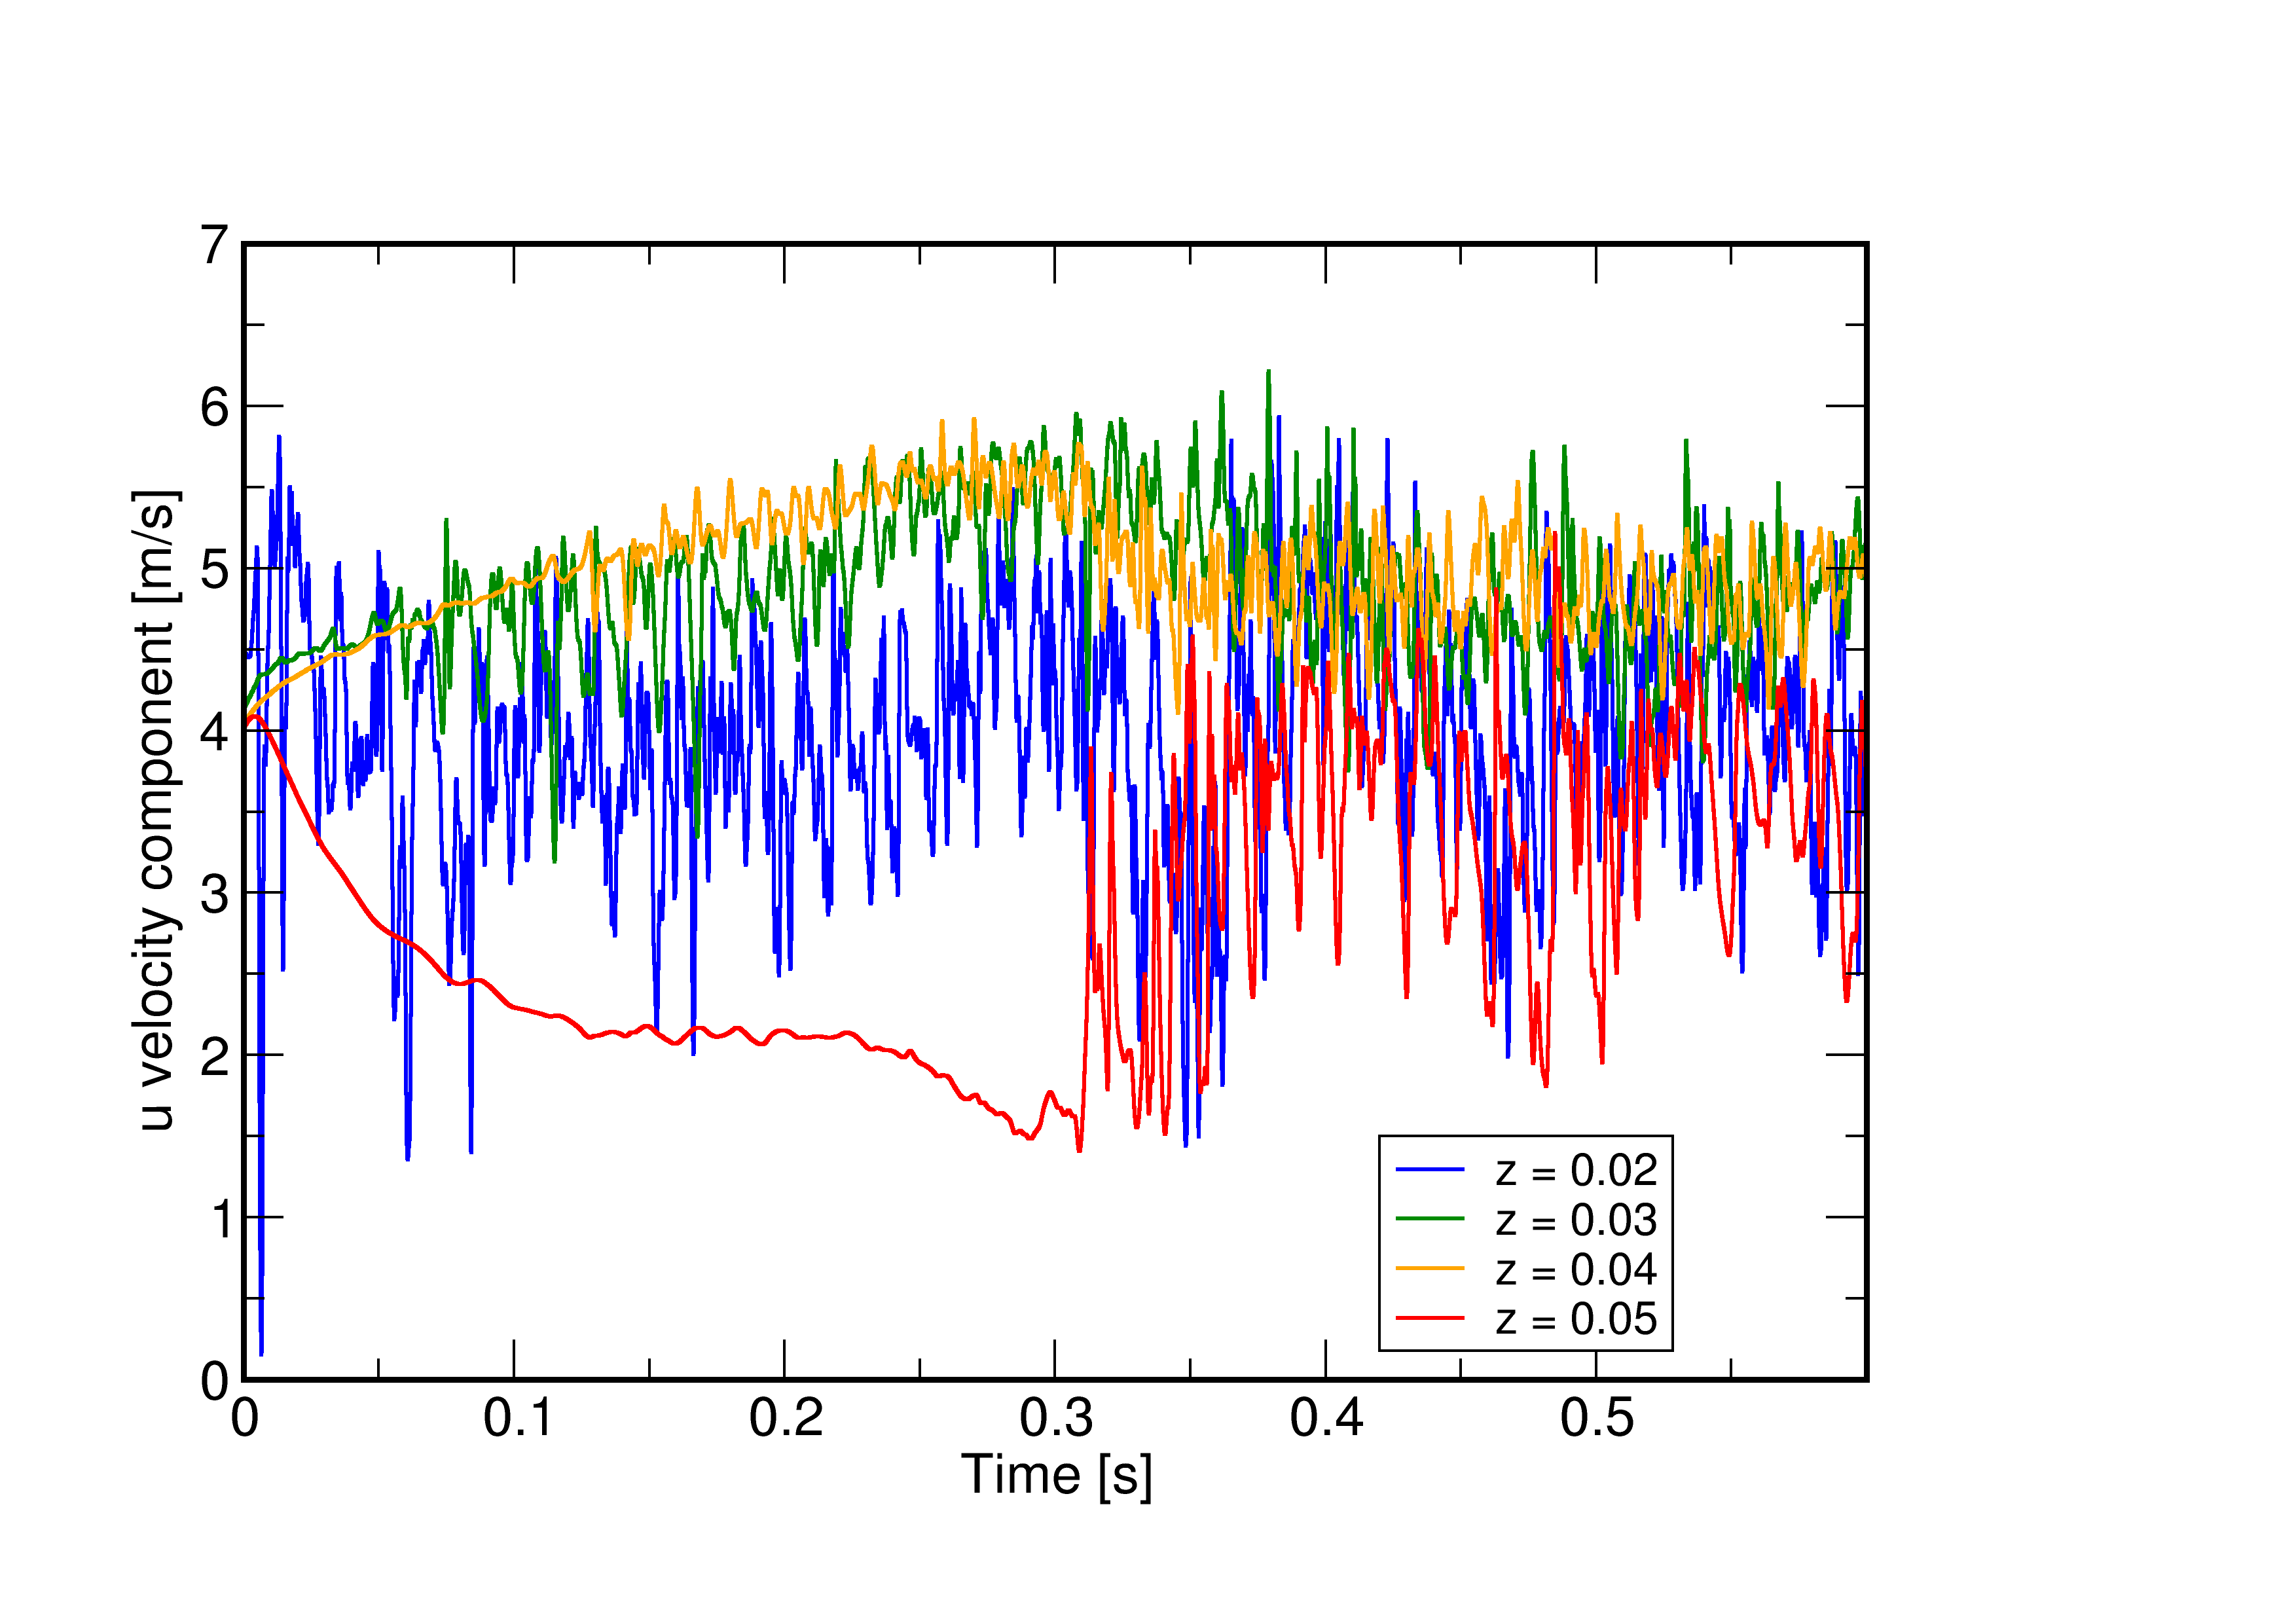 7
6
5
4
3
2
1
0
u velocity component [m/s]
0 0.1 0.2 0.3 0.4 0.5
Time [s]
z = 0.02
z = 0.03
z = 0.04
z = 0.05